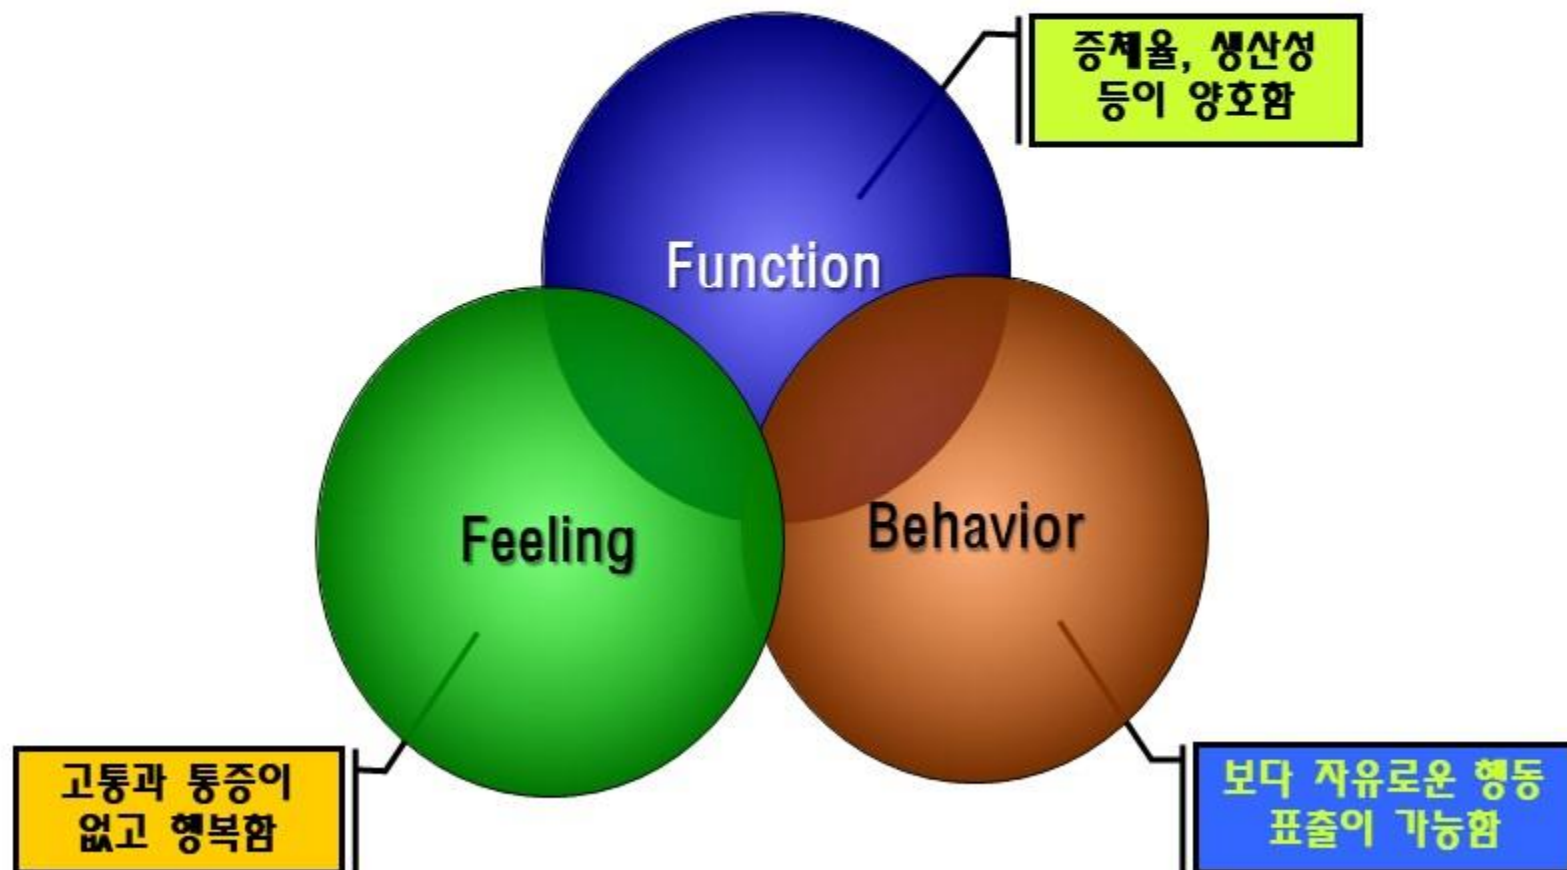 증체율, 생산성
등이 양호함
Function
Feeling
Behavior
고통과 통증이
없고 행복함
보다 자유로운 행동
표출이 가능함